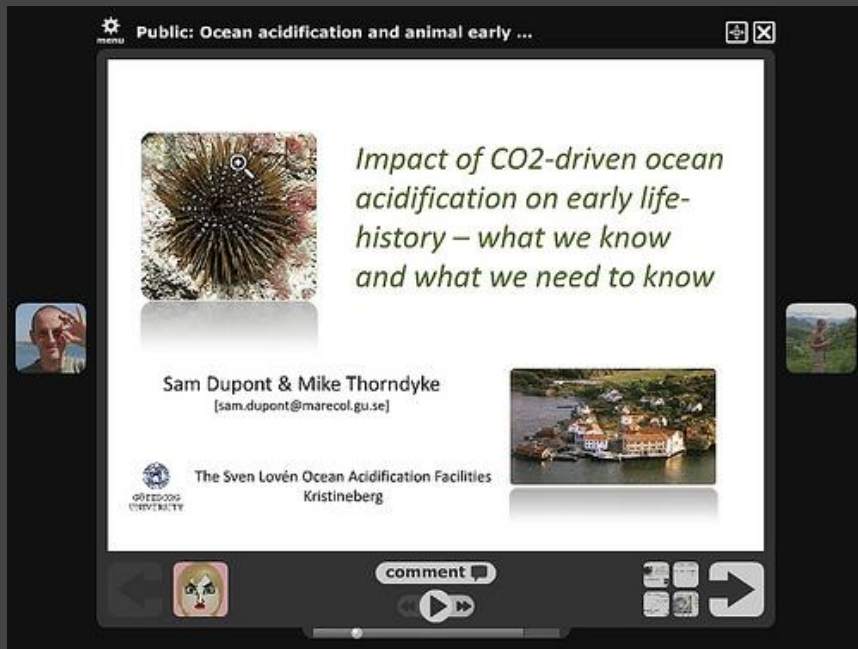 menu
Public: Ocean acidification and animal early ...
Impact of CO2-driven ocean
acidification on early life-
history – what we know
and what we need to know
Sam Dupont & Mike Thorndyke
[sam.dupont@marecol.gu.se]
The Sven Lovén Ocean Acidification Facilities
Kristineberg
GÖTEBORG
UNIVERSITY
comment